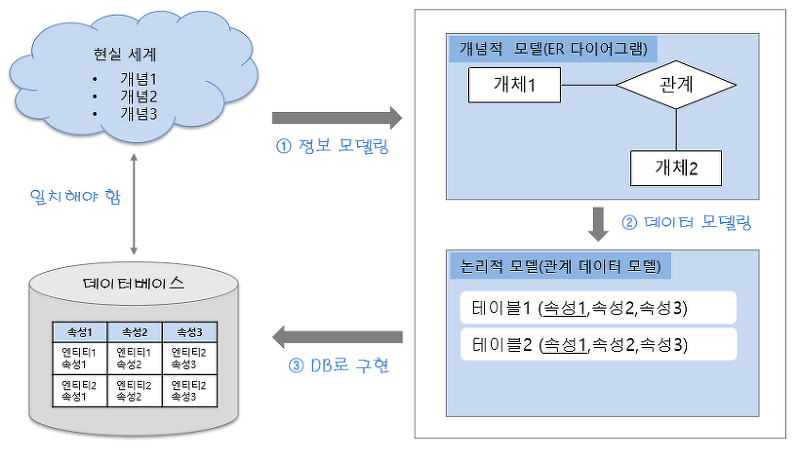 현실 세계
• 개념1
• 개념2
• 개념3
① 정보 모델링
개념적 모델(ER 다이어그램)
개체1
관계
개체2
② 데이터 모델링
논리적 모델(관계 데이터 모델)
테이블1 (속성1,속성2,속성3)
테이블2 (속성1,속성2,속성3)
③ DB로 구현
일치해야 함
데이터베이스
속성1 속성2 속성3
엔티티1 엔티티1 엔티티2
속성1 속성2 속성3
엔티티2 엔티티2 엔티티2
속성1 속성2 속성3